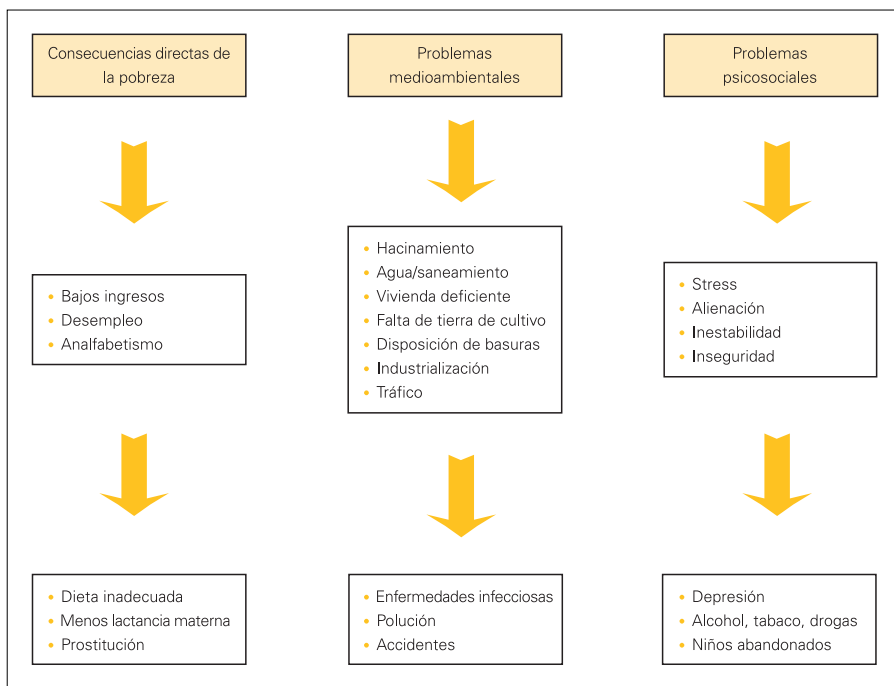 Consecuencias directas de
la pobreza
Problemas
medioambientales
Problemas
psicosociales
• Bajos ingresos
• Desempleo
• Analfabetismo
• Hacinamiento
• Agua/saneamiento
• Vivienda deficiente
• Falta de tierra de cultivo
• Disposición de basuras
• Industrialización
• Tráfico
• Stress
• Alienación
• Inestabilidad
• Inseguridad
• Dieta inadecuada
• Menos lactancia materna
• Prostitución
• Enfermedades infecciosas
• Polución
• Accidentes
• Depresión
• Alcohol, tabaco, drogas
• Niños abandonados